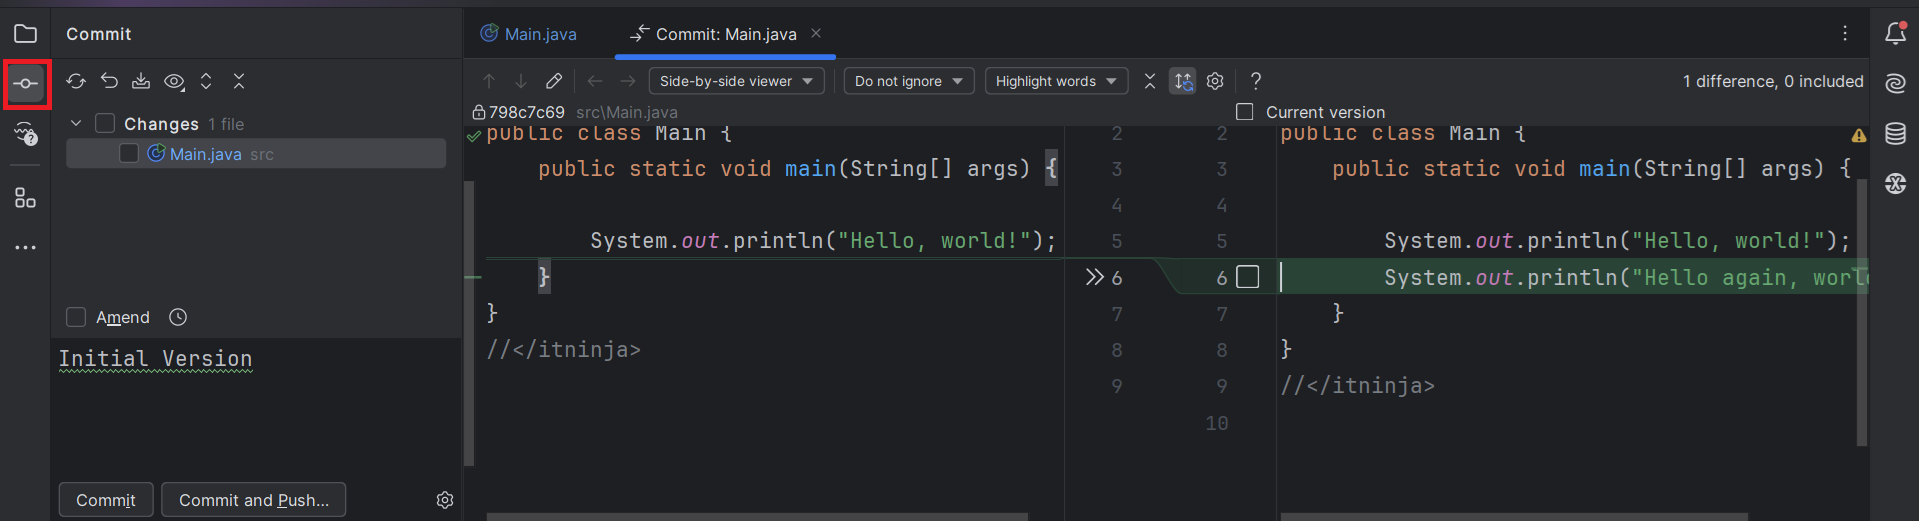 Commit
Main.java
Commit: Main.java
Side-by-side viewer
Do not ignore
Highlight words
?
1 difference, 0 included
Changes 1 file
Main.java src
Amend
Initial Version
Commit
Commit and Push...
798c7c69 src\Main.java
public class Main {
public static void main(String[] args) {
System.out.println("Hello, world!");
}
}
//</itninja>
2
3
4
5
6
7
8
9
Current version
2
3
4
5
6
7
8
9
10
public class Main {
public static void main(String[] args) {
System.out.println("Hello, world!");
System.out.println("Hello again, worl
}
}
//</itninja>